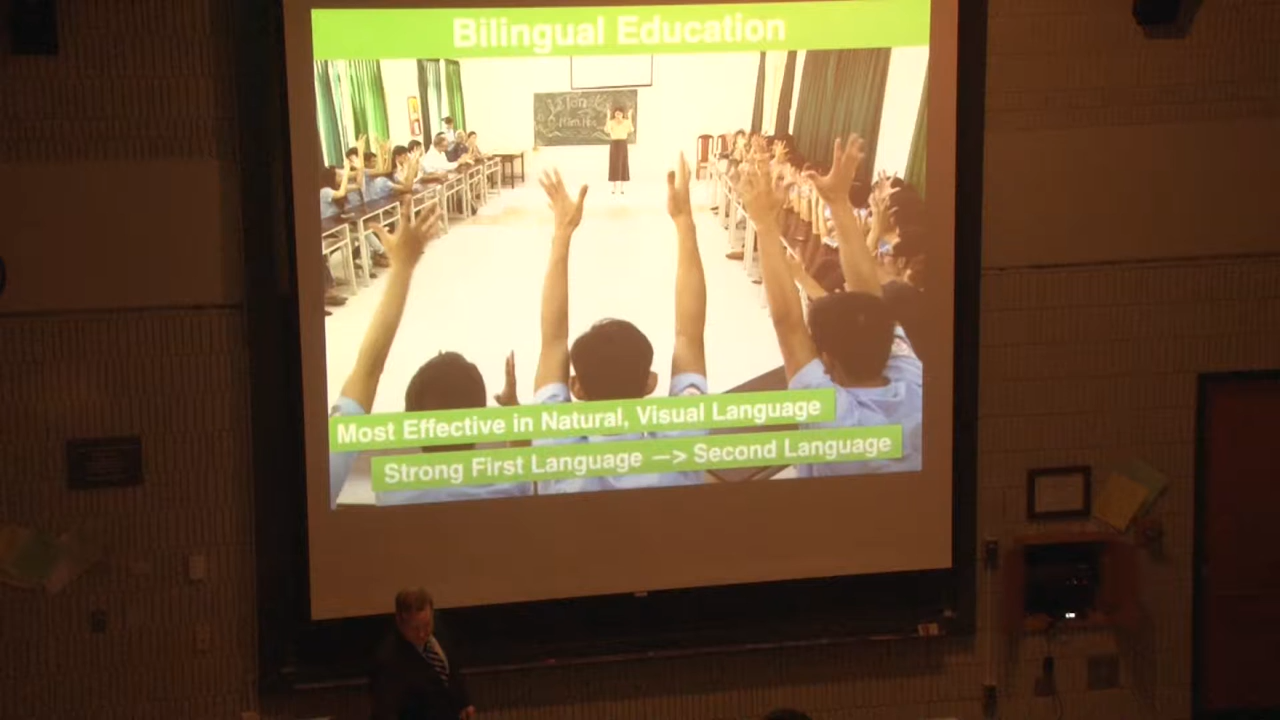 Bilingual Education
Most Effective in Natural, Visual Language
Strong First Language —> Second Language